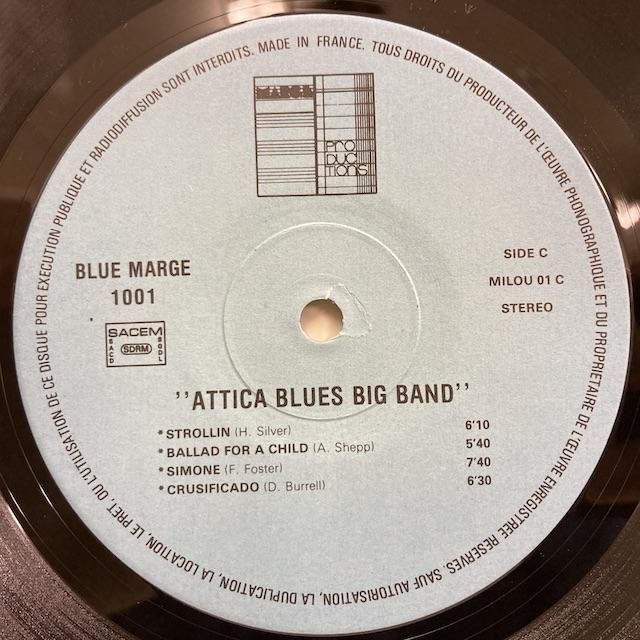 TOUS DROITS DU PRODUCTEUR DE L'ŒUVRE PHONOGRAPHIQUE ET DU PROPRIETAIRE DE L'ŒUVRE ENREGISTREE RESERVES. SAUF AUTORISATION, LA DUPLICATION, LA LOCATION, LE PRET, OU L'UTILISATION DE CE DISQUE POUR EXECUTION PUBLIQUE ET RADIODIFFUSION SONT INTERDITS. MADE IN FRANCE.
PRO
DUC
TIONS
BLUE MARGE
1001
SIDE C
MILOU 01 C
STEREO
SACEM
SACD
SDRM
SGDL
''ATTICA BLUES BIG BAND''
*STROLLIN (H. Silver) 6'10
*BALLAD FOR A CHILD (A. Shepp) 5'40
*SIMONE (F. Foster) 7'40
*CRUSIFICADO (D. Burrell) 6'30